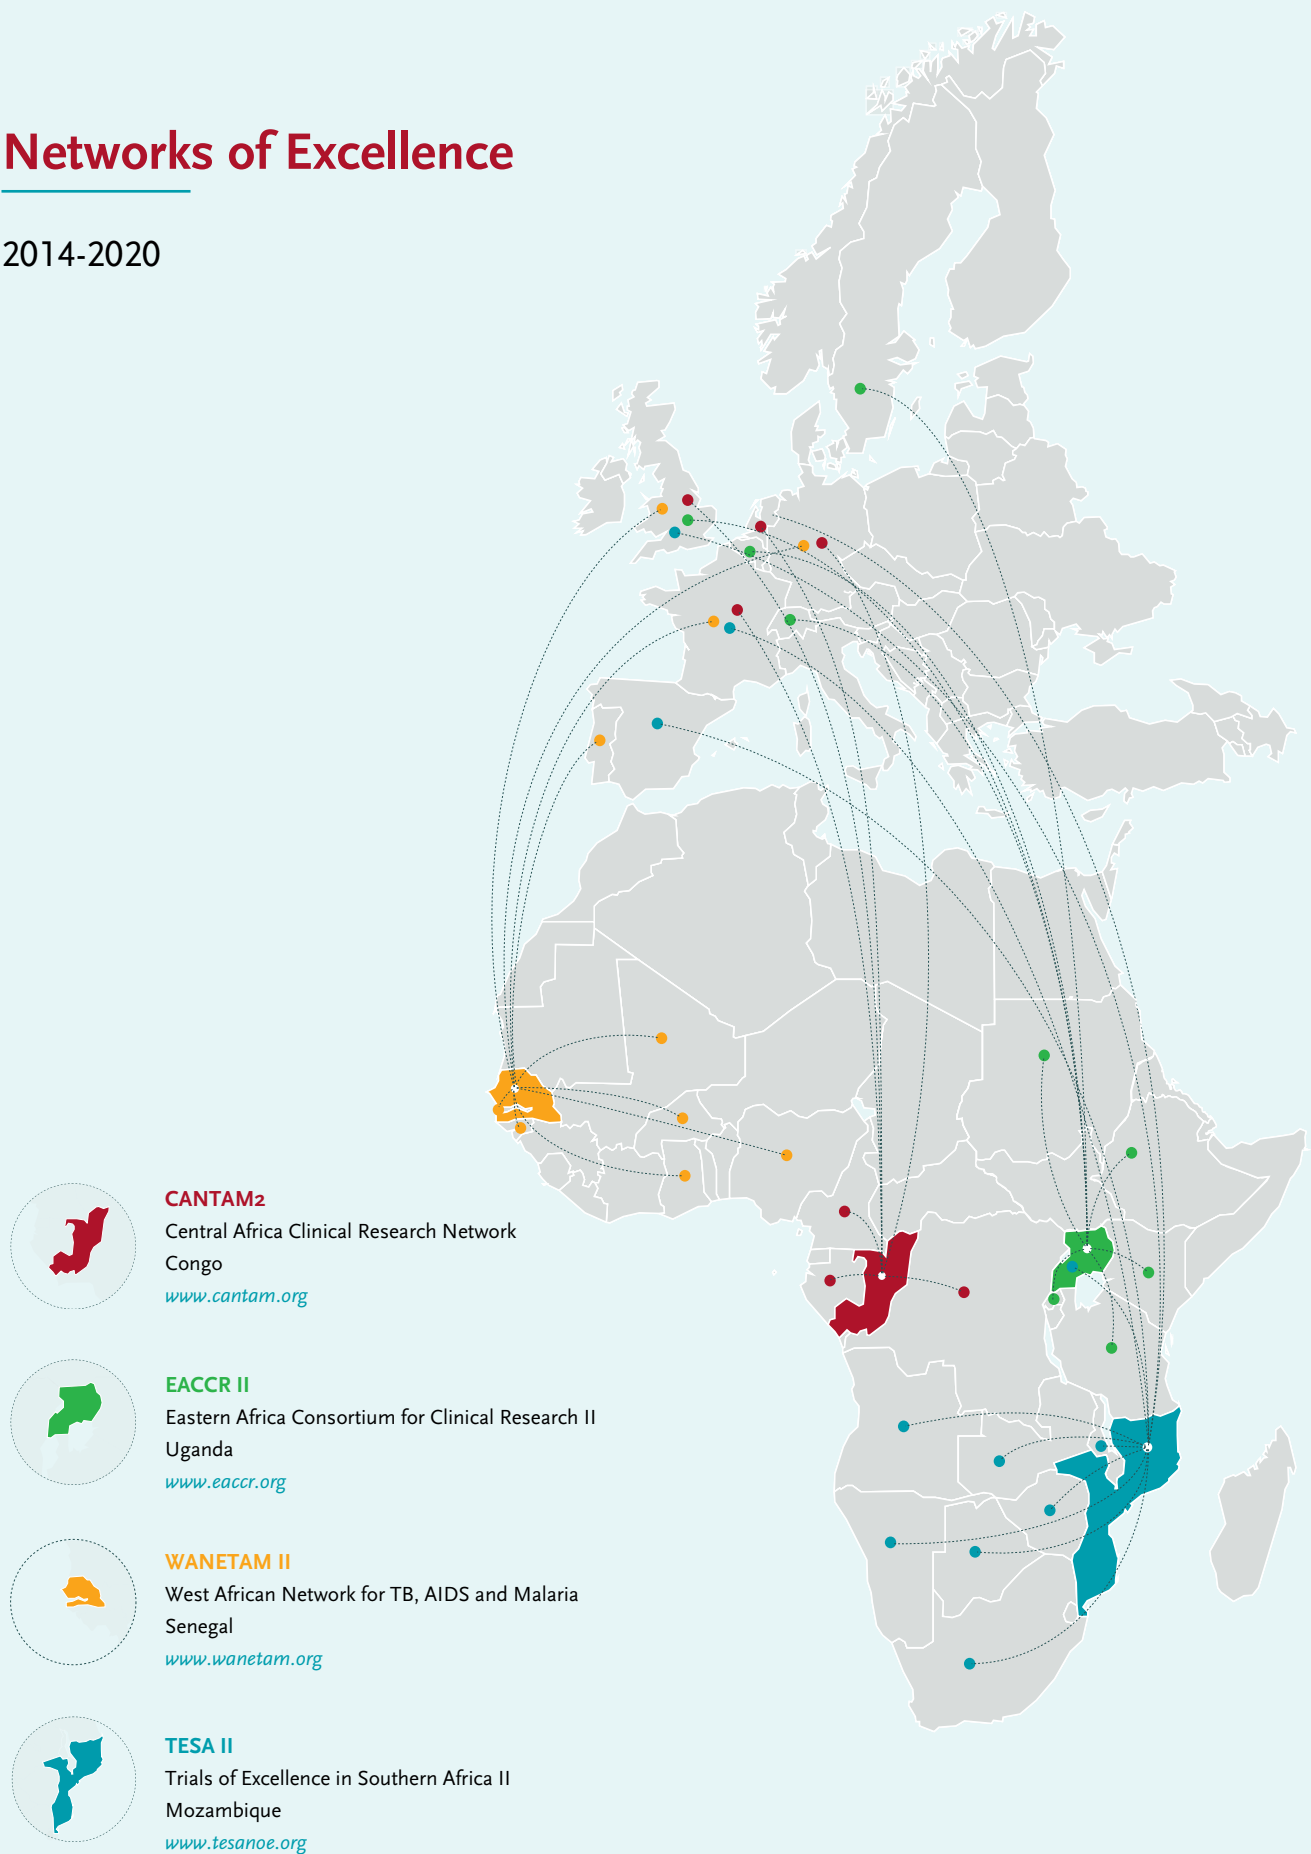 Networks of Excellence
2014-2020
CANTAM2
Central Africa Clinical Research Network
Congo
www.cantam.org
EACCR II
Eastern Africa Consortium for Clinical Research II
Uganda
www.eaccr.org
WANETAM II
West African Network for TB, AIDS and Malaria
Senegal
www.wanetam.org
TESA II
Trials of Excellence in Southern Africa II
Mozambique
www.tesanoe.org